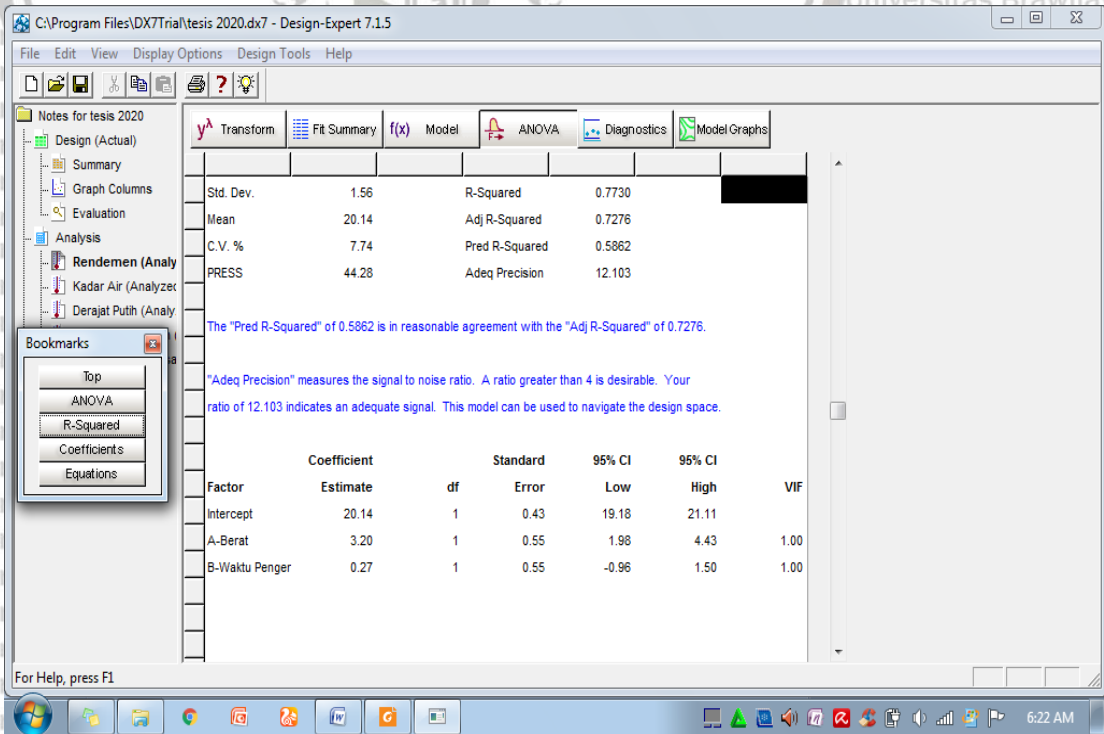 Universitas Brawija
C:\Program Files\DX7Trial\tesis 2020.dx7 - Design-Expert 7.1.5
File Edit View Display Options Design Tools Help
Notes for tesis 2020
Design (Actual)
Summary
Graph Columns
Evaluation
Analysis
Rendemen (Analy
Kadar Air (Analyzed
Derajat Putih (Analy
Bookmarks
Top
ANOVA
R-Squared
Coefficients
Equations
yλ Transform Fit Summary f(x) Model ANOVA Diagnostics Model Graphs
Std. Dev. 1.56 R-Squared 0.7730
Mean 20.14 Adj R-Squared 0.7276
C.V. % 7.74 Pred R-Squared 0.5862
PRESS 44.28 Adeq Precision 12.103
The "Pred R-Squared" of 0.5862 is in reasonable agreement with the "Adj R-Squared" of 0.7276.
"Adeq Precision" measures the signal to noise ratio. A ratio greater than 4 is desirable. Your
ratio of 12.103 indicates an adequate signal. This model can be used to navigate the design space.
Coefficient Standard 95% CI 95% CI
Factor Estimate df Error Low High VIF
Intercept 20.14 1 0.43 19.18 21.11
A-Berat 3.20 1 0.55 1.98 4.43 1.00
B-Waktu Penger 0.27 1 0.55 -0.96 1.50 1.00
For Help, press F1
6:22 AM